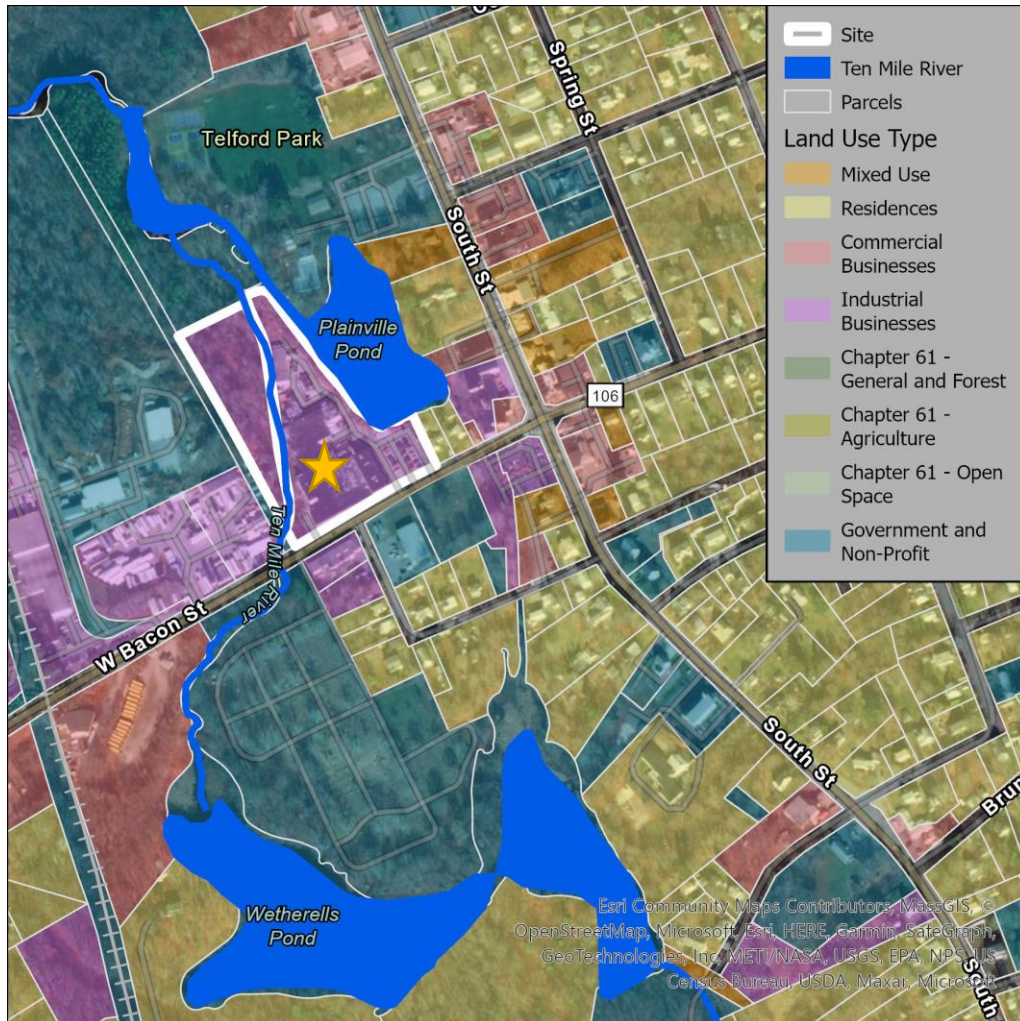 Site
Ten Mile River
Parcels
Land Use Type
Mixed Use
Residences
Commercial
Businesses
Industrial
Businesses
Chapter 61 -
General and Forest
Chapter 61 -
Agriculture
Chapter 61 - Open
Space
Government and
Non-Profit
Spring St
Telford Park
South St
Plainville
Pond
106
Ten Mile River
W Bacon St
South St
Wetherells
Pond
South
Esri Community Maps Contributors, MassGIS, ©
OpenStreetMap, Microsoft, Esri, HERE, Garmin, SafeGraph,
GeoTechnologies, Inc, METI/NASA, USGS, EPA, NPS, US
Census Bureau, USDA, Maxar, Microsoft